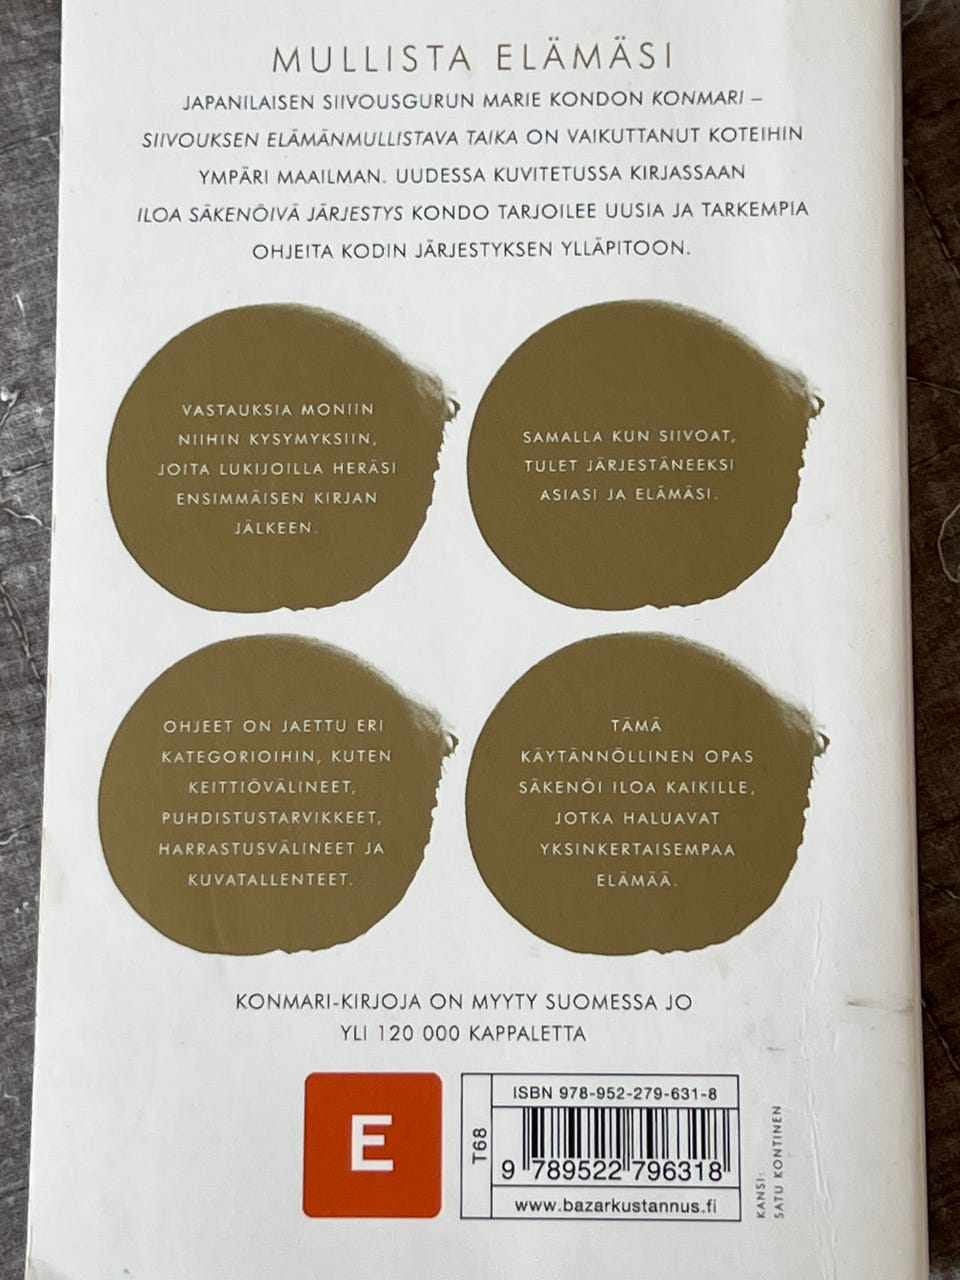 MULLISTA ELÄMÄSI
JAPANILAISEN SIIVOUSGURUN MARIE KONDON KONMARI –
SIIVOUKSEN ELÄMÄNMULLISTAVA TAIKA ON VAIKUTTANUT KOTEIHIN
YMPÄRI MAAILMAN. UUDESSA KUVITETUSSA KIRJASSAAN
ILOA SÄKENÖIVÄ JÄRJESTYS KONDO TARJOILEE UUSIA JA TARKEMPIA
OHJEITA KODIN JÄRJESTYKSEN YLLÄPITOON.
VASTAUKSIA MONIIN
NIIHIN KYSYMYKSIIN,
JOITA LUKIJOILLA HERÄSI
ENSIMMÄISEN KIRJAN
JÄLKEEN.
SAMALLA KUN SIIVOAT,
TULET JÄRJESTÄNEEKSI
ASIASI JA ELÄMÄSI.
OHJEET ON JAETTU ERI
KATEGORIOIHIN, KUTEN
KEITTIÖVÄLINEET,
PUHDISTUSTARVIKKEET,
HARRASTUSVÄLINEET JA
KUVATALLENTEET.
TÄMÄ
KÄYTÄNNÖLLINEN OPAS
SÄKENÖI ILOA KAIKILLE,
JOTKA HALUAVAT
YKSINKERTAISEMPAA
ELÄMÄÄ.
KONMARI-KIRJOJA ON MYYTY SUOMESSA JO
YLI 120 000 KAPPALETTA
E
T68
ISBN 978-952-279-631-8
9 789522 796318
www.bazarkustannus.fi
KANSI:
SATU KONTINEN